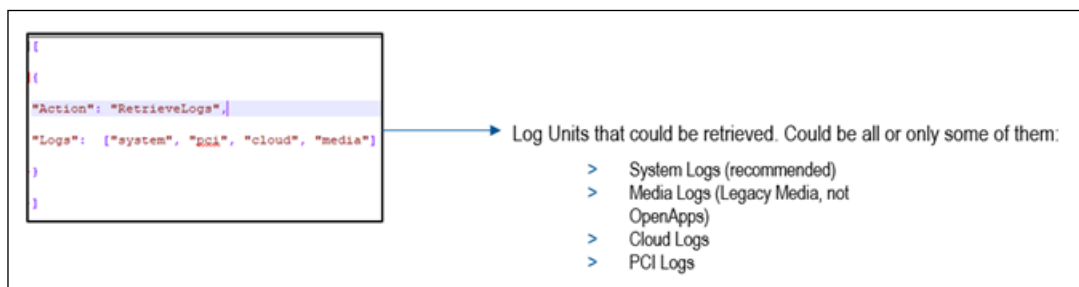 [
{
"Action": "RetrieveLogs",
"Logs":  ["system", "pci", "cloud", "media"]
}
]
Log Units that could be retrieved. Could be all or only some of them:
> System Logs (recommended)
> Media Logs (Legacy Media, not
OpenApps)
> Cloud Logs
> PCI Logs